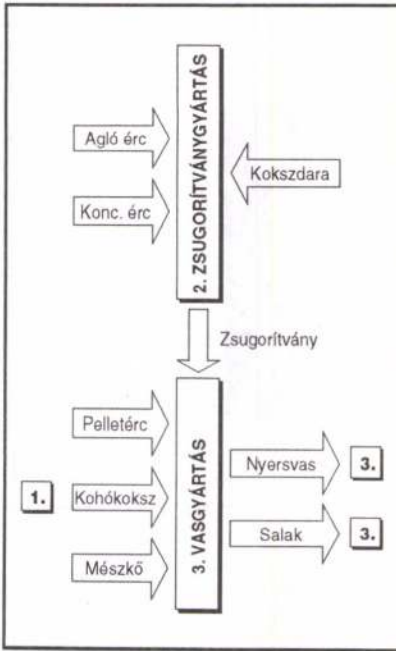 Agló érc
Konc. érc
2. ZSUGORÍTVÁNYGYÁRTÁS
Kokszdara
Zsugorítvány
Pelletérc
1.
Kohókoksz
Mészkő
3. VASGYÁRTÁS
Nyersvas
3.
Salak
3.